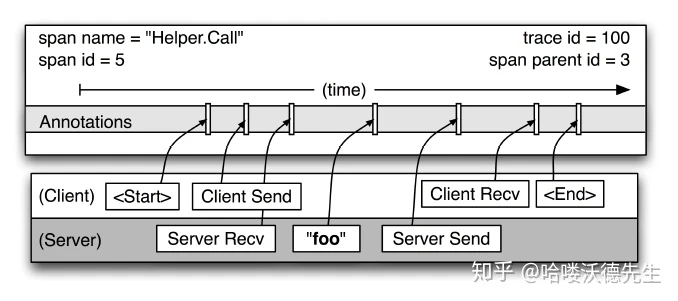 span name = "Helper.Call" trace id = 100
span id = 5 span parent id = 3
(time)
Annotations
(Client) <Start> Client Send Client Recv <End>
(Server) Server Recv "foo" Server Send
知乎 @哈喽沃德先生